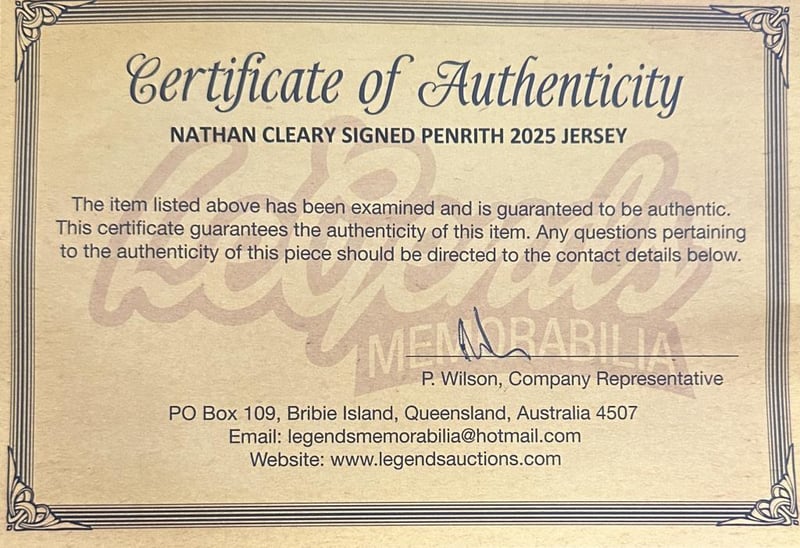 Certificate of Authenticity
NATHAN CLEARY SIGNED PENRITH 2025 JERSEY
The item listed above has been examined and is guaranteed to be authentic.
This certificate guarantees the authenticity of this item. Any questions pertaining
to the authenticity of this piece should be directed to the contact details below.
Legends
MEMORABILIA
P. Wilson, Company Representative
PO Box 109, Bribie Island, Queensland, Australia 4507
Email: legendsmemorabilia@hotmail.com
Website: www.legendsauctions.com